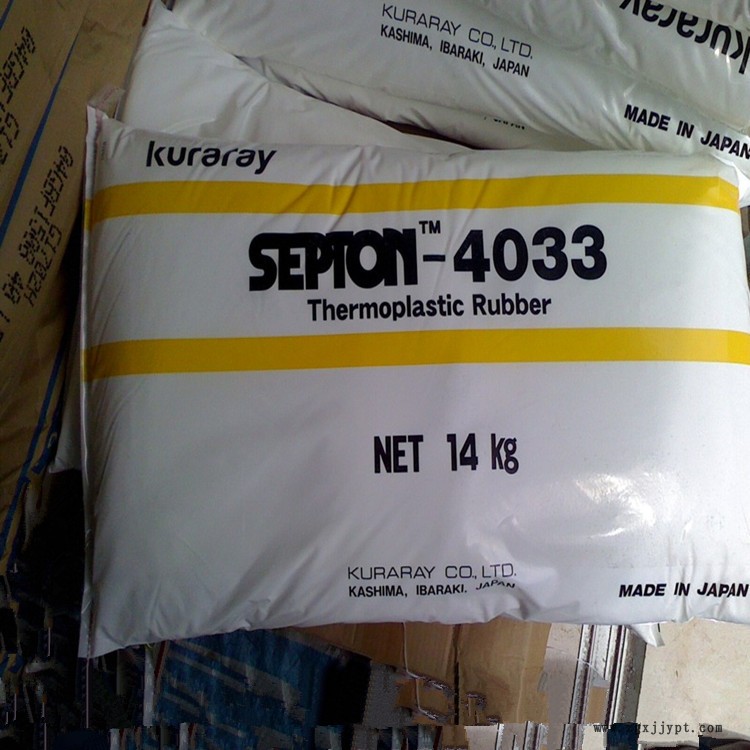 KURARAY CO., LTD.
KASHIMA, IBARAKI, JAPAN
kuraray
MADE IN JAPAN
kuraray
SEPTON™-4033
Thermoplastic Rubber
NET 14 kg
KURARAY CO., LTD.
KASHIMA, IBARAKI. JAPAN
MADE IN JAPAN